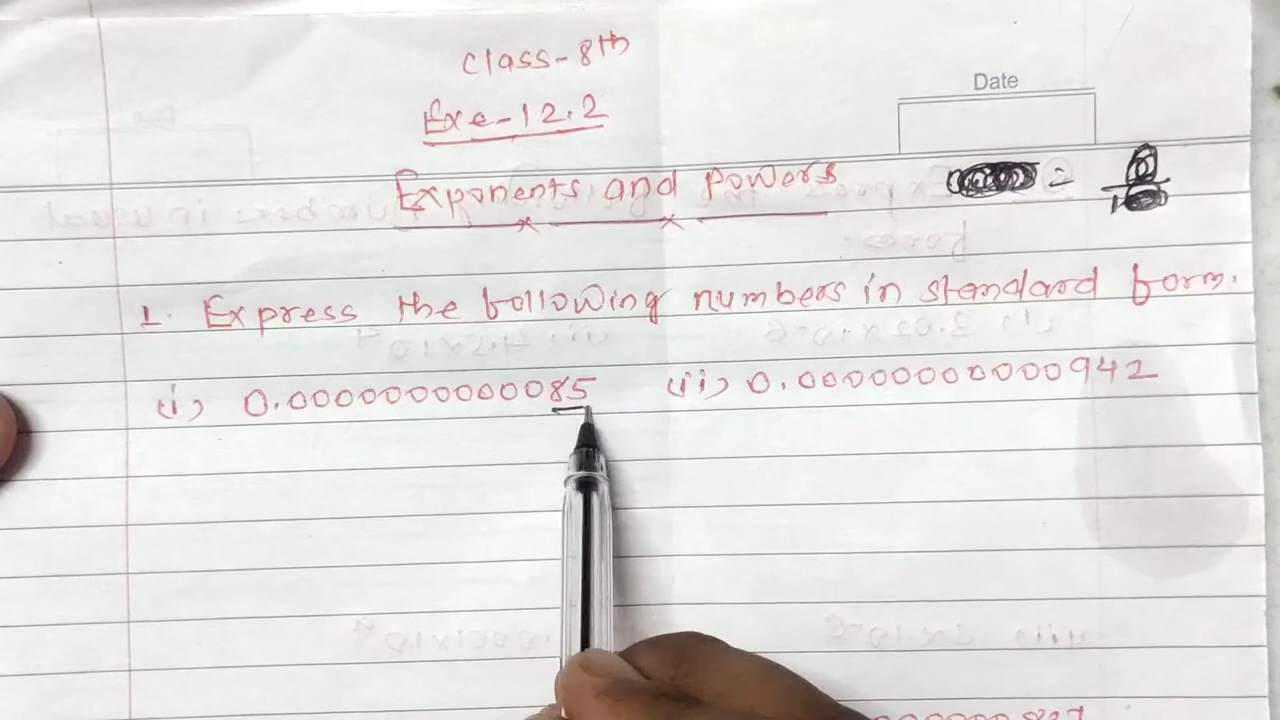 Class-8th
Exe-12.2
Date
Exponents and Powers
=
1. Express the following numbers in standard form.
(i) 0.0000000000085 (ii) 0.00000000000942